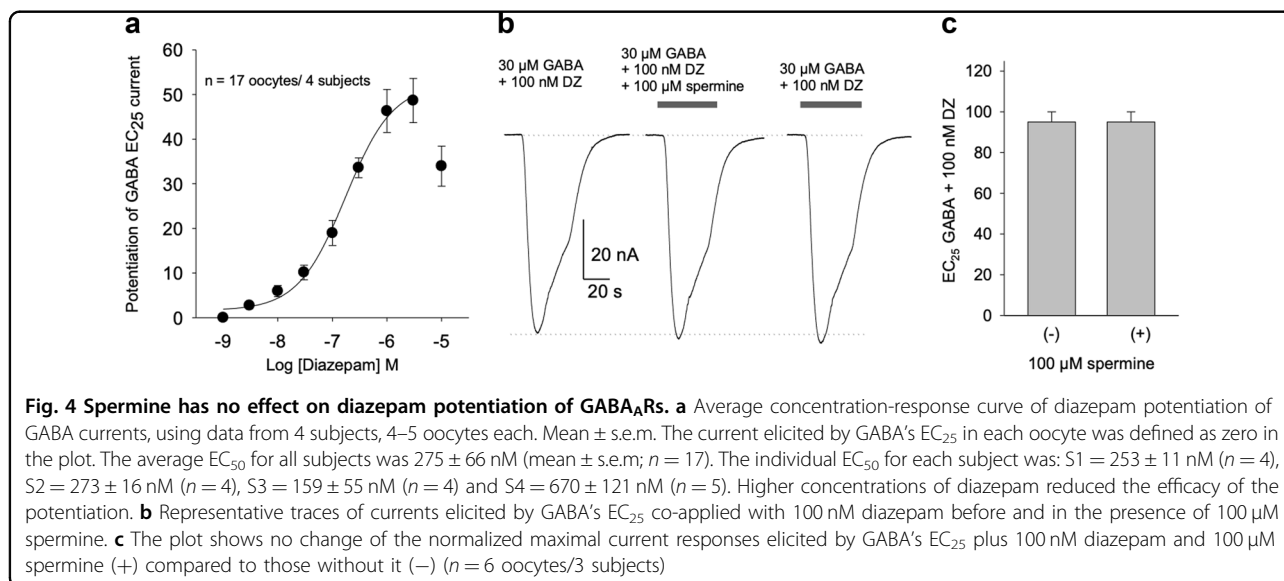 a
Potentiation of GABA EC25 current
60
50
40
30
20
10
0
n = 17 oocytes/ 4 subjects
-9 -8 -7 -6 -5
Log [Diazepam] M
b
30 µM GABA
+ 100 nM DZ
30 µM GABA
+ 100 nM DZ
+ 100 µM spermine
30 µM GABA
+ 100 nM DZ
20 nA
20 s
c
EC25 GABA + 100 nM DZ
120
100
80
60
40
20
0
(-) (+)
100 µM spermine
Fig. 4 Spermine has no effect on diazepam potentiation of GABAARs. a Average concentration-response curve of diazepam potentiation of
GABA currents, using data from 4 subjects, 4–5 oocytes each. Mean ± s.e.m. The current elicited by GABA's EC25 in each oocyte was defined as zero in
the plot. The average EC50 for all subjects was 275 ± 66 nM (mean ± s.e.m; n = 17). The individual EC50 for each subject was: S1 = 253 ± 11 nM (n = 4),
S2 = 273 ± 16 nM (n = 4), S3 = 159 ± 55 nM (n = 4) and S4 = 670 ± 121 nM (n = 5). Higher concentrations of diazepam reduced the efficacy of the
potentiation. b Representative traces of currents elicited by GABA's EC25 co-applied with 100 nM diazepam before and in the presence of 100 µM
spermine. c The plot shows no change of the normalized maximal current responses elicited by GABA's EC25 plus 100 nM diazepam and 100 µM
spermine (+) compared to those without it (−) (n = 6 oocytes/3 subjects)